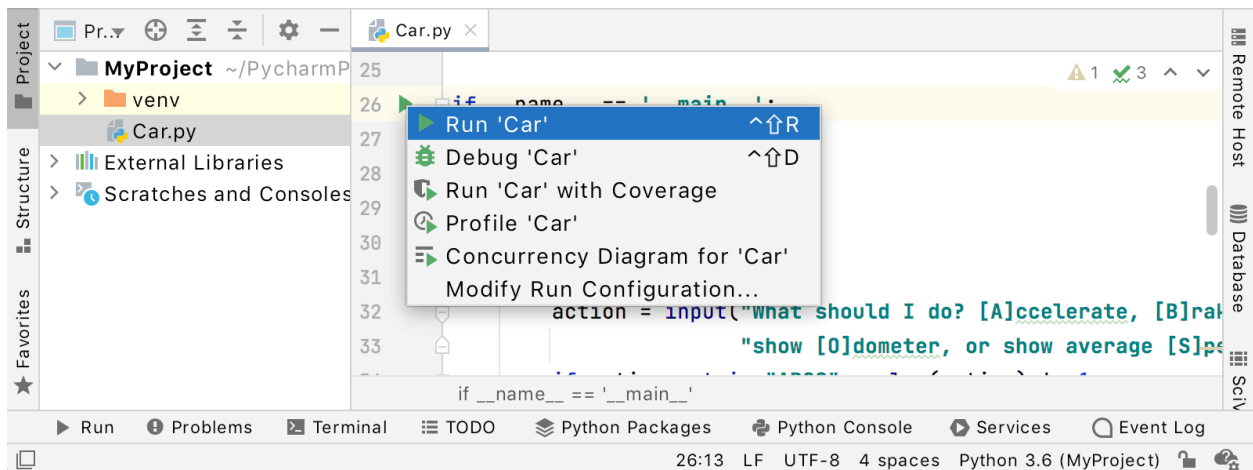 Project
Structure
Favorites
Pr...
MyProject ~/PycharmP
venv
Car.py
External Libraries
Scratches and Consoles
Car.py
1 3
25
26 if __name__ == '__main__':
27
28
29
30
31
32 action = input("What should I do? [A]ccelerate, [B]rak
33 "show [O]dometer, or show average [S]pe
Run 'Car' ^⇧R
Debug 'Car' ^⇧D
Run 'Car' with Coverage
Profile 'Car'
Concurrency Diagram for 'Car'
Modify Run Configuration...
if __name__ == '__main__'
Remote Host
Database
SciV
Run Problems Terminal TODO Python Packages Python Console Services Event Log
26:13 LF UTF-8 4 spaces Python 3.6 (MyProject)